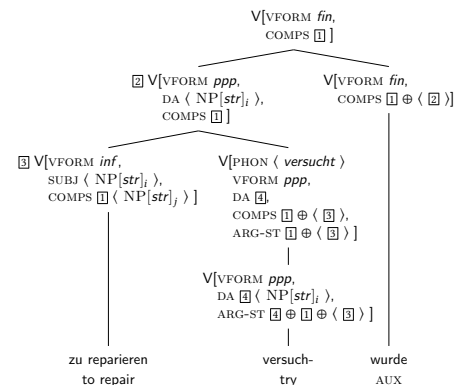 V[VFORM fin,
COMPS 1 ]
2 V[VFORM ppp,
DA ⟨ NP[str]i ⟩,
COMPS 1 ]
V[VFORM fin,
COMPS 1 ⊕ ⟨ 2 ⟩]
3 V[VFORM inf,
SUBJ ⟨ NP[str]i ⟩,
COMPS 1 ⟨ NP[str]j ⟩ ]
V[PHON ⟨ versucht ⟩
VFORM ppp,
DA 4,
COMPS 1 ⊕ ⟨ 3 ⟩,
ARG-ST 1 ⊕ ⟨ 3 ⟩ ]
V[VFORM ppp,
DA 4 ⟨ NP[str]i ⟩,
ARG-ST 4 ⊕ 1 ⊕ ⟨ 3 ⟩ ]
zu reparieren versuch- wurde
to repair try AUX